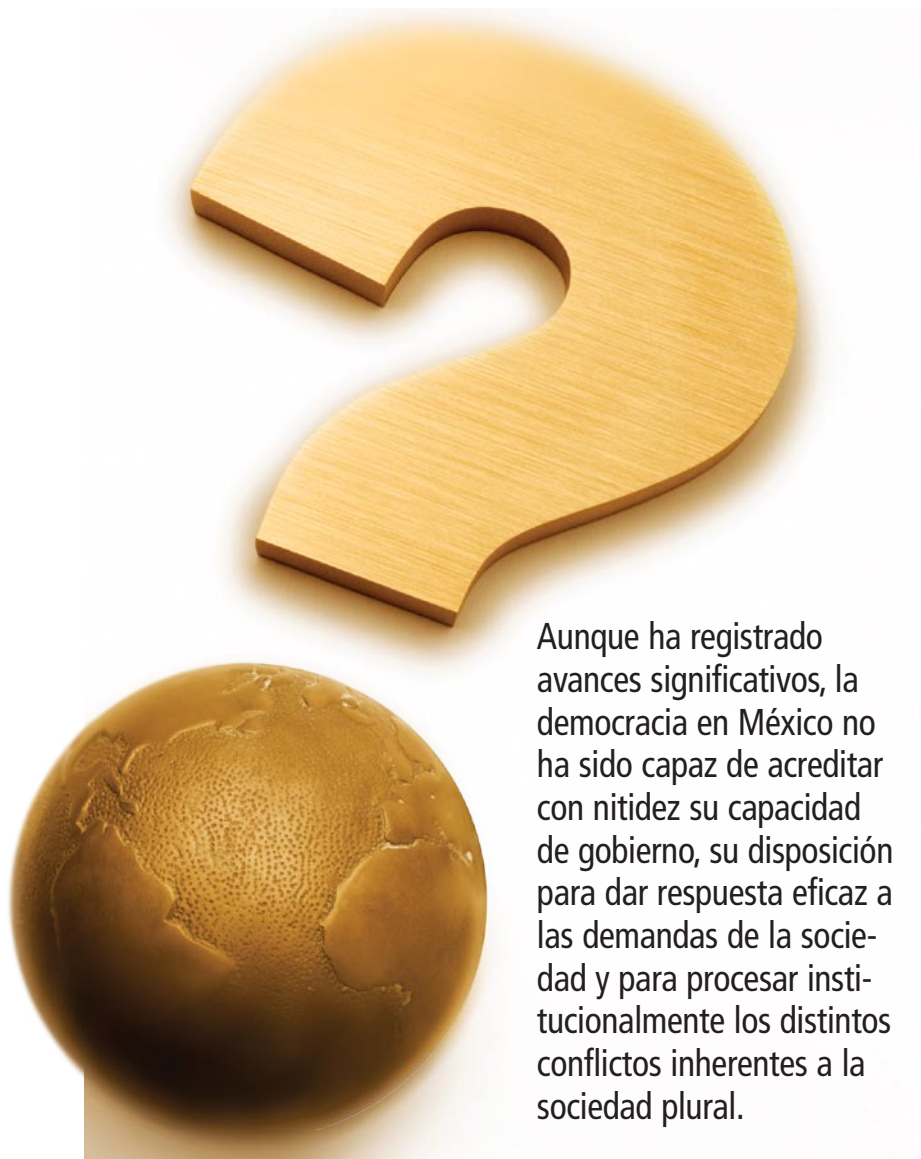 Aunque ha registrado
avances significativos, la
democracia en México no
ha sido capaz de acreditar
con nitidez su capacidad
de gobierno, su disposición
para dar respuesta eficaz a
las demandas de la socie-
dad y para procesar insti-
tucionalmente los distintos
conflictos inherentes a la
sociedad plural.